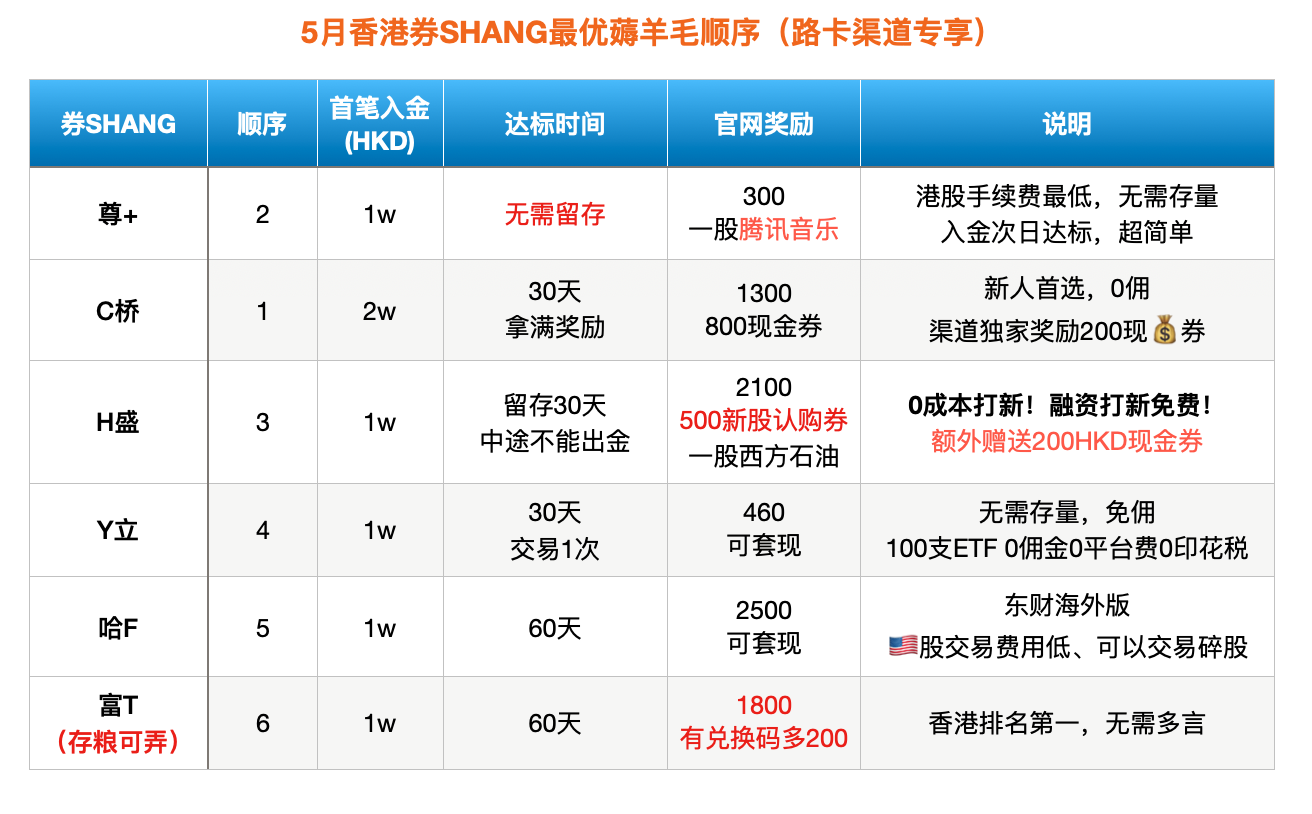 5月香港券SHANG最优薅羊毛顺序（路卡渠道专享）
券SHANG 顺序 首笔入金 达标时间 官网奖励 说明
(HKD)
尊+ 2 1w 无需留存 300 港股手续费最低，无需存量
一股腾讯音乐 入金次日达标，超简单
C桥 1 2w 30天 1300 新人首选，0佣
拿满奖励 800现金券 渠道独家奖励200现💰券
H盛 3 1w 留存30天 2100 0成本打新！融资打新免费！
中途不能出金 500新股认购券 额外赠送200HKD现金券
一股西方石油
Y立 4 1w 30天 460 无需存量，免佣
交易1次 可套现 100支ETF 0佣金0平台费0印花税
哈F 5 1w 60天 2500 东财海外版
可套现 🇺🇸股交易费用低、可以交易碎股
富T 6 1w 60天 1800 香港排名第一，无需多言
（存粮可弄） 有兑换码多200